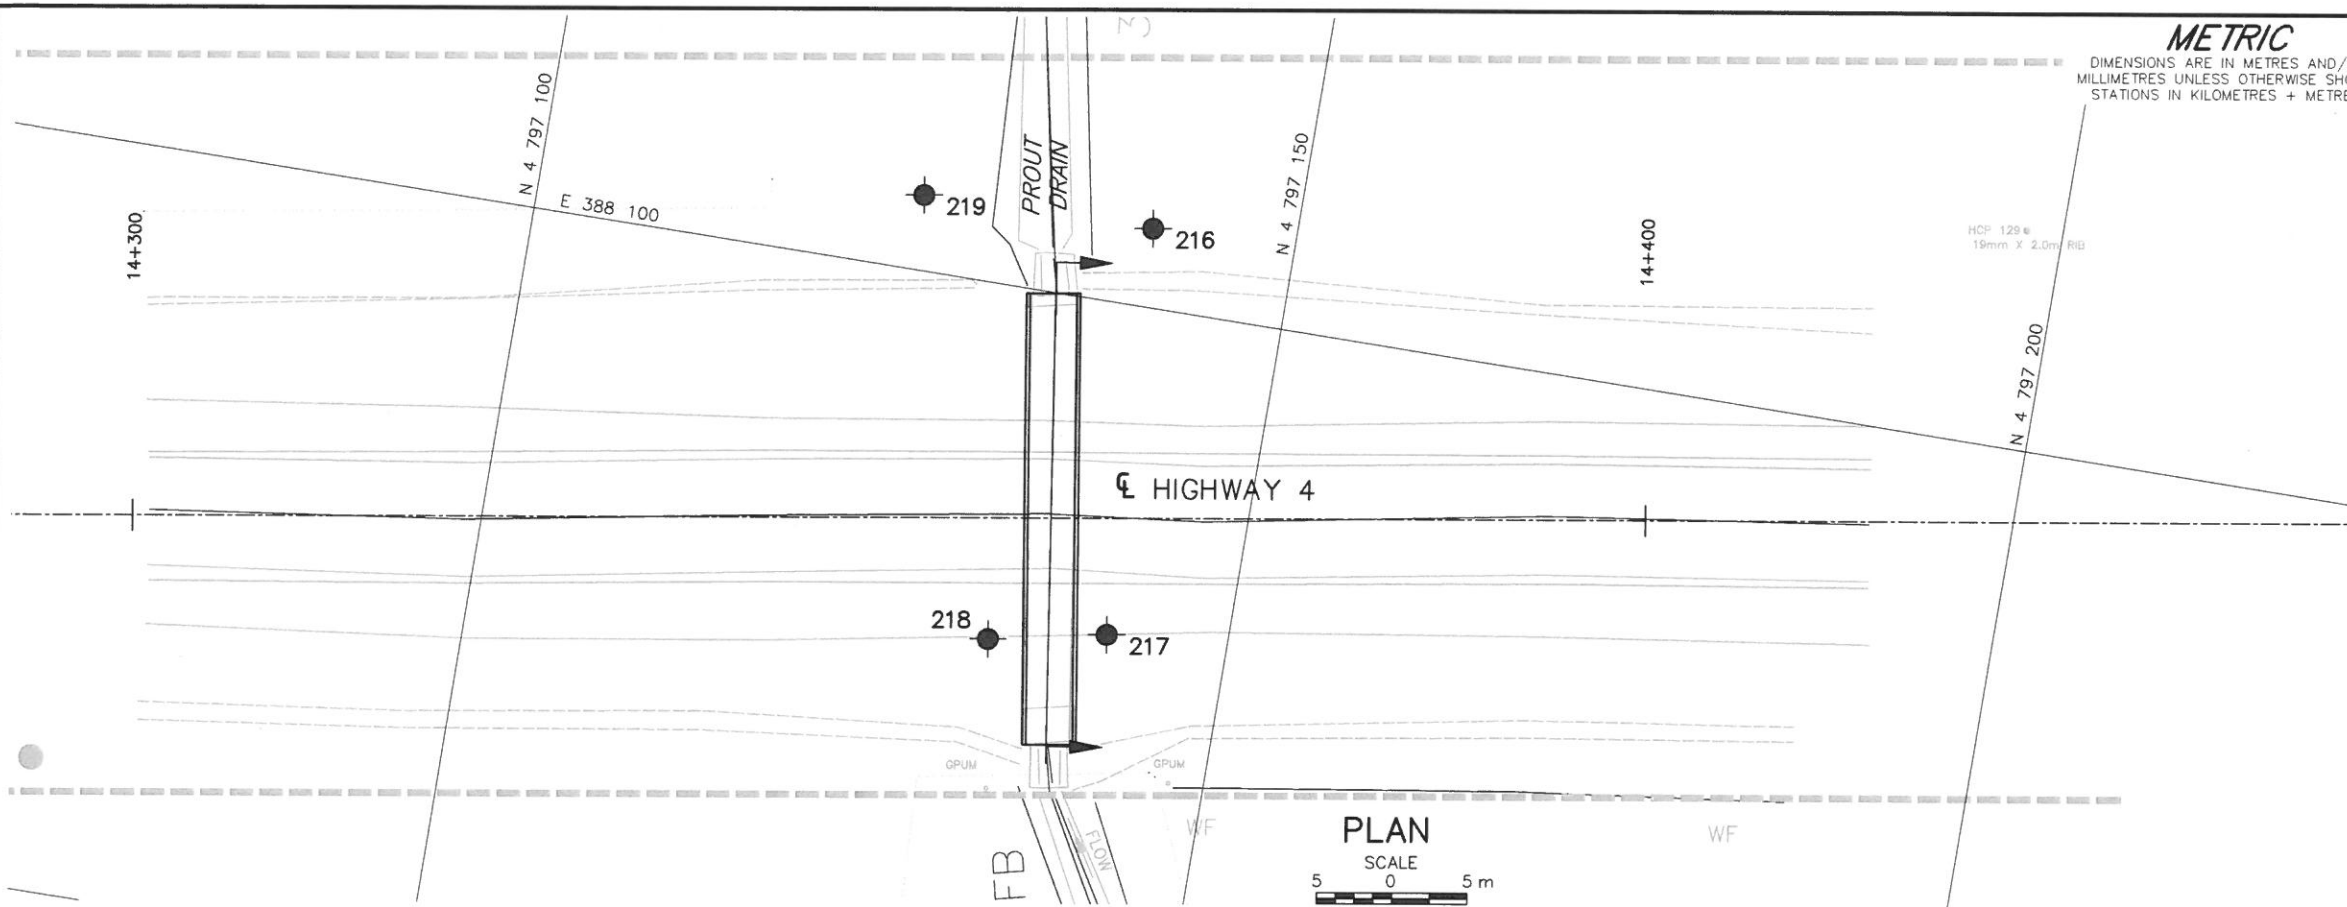 METRIC
DIMENSIONS ARE IN METRES AND/
MILLIMETRES UNLESS OTHERWISE
STATIONS IN KILOMETRES +
N 4 797 100
N 4 797 150
N 4 797 200
E 388 100
14+300
14+400
PROUT
DRAIN
219
216
HCP 129
19mm X 2.0m RIB
℄ HIGHWAY 4
218
217
GPUM
GPUM
WF
WF
FLOW
FB
PLAN
SCALE
5 0 5 m